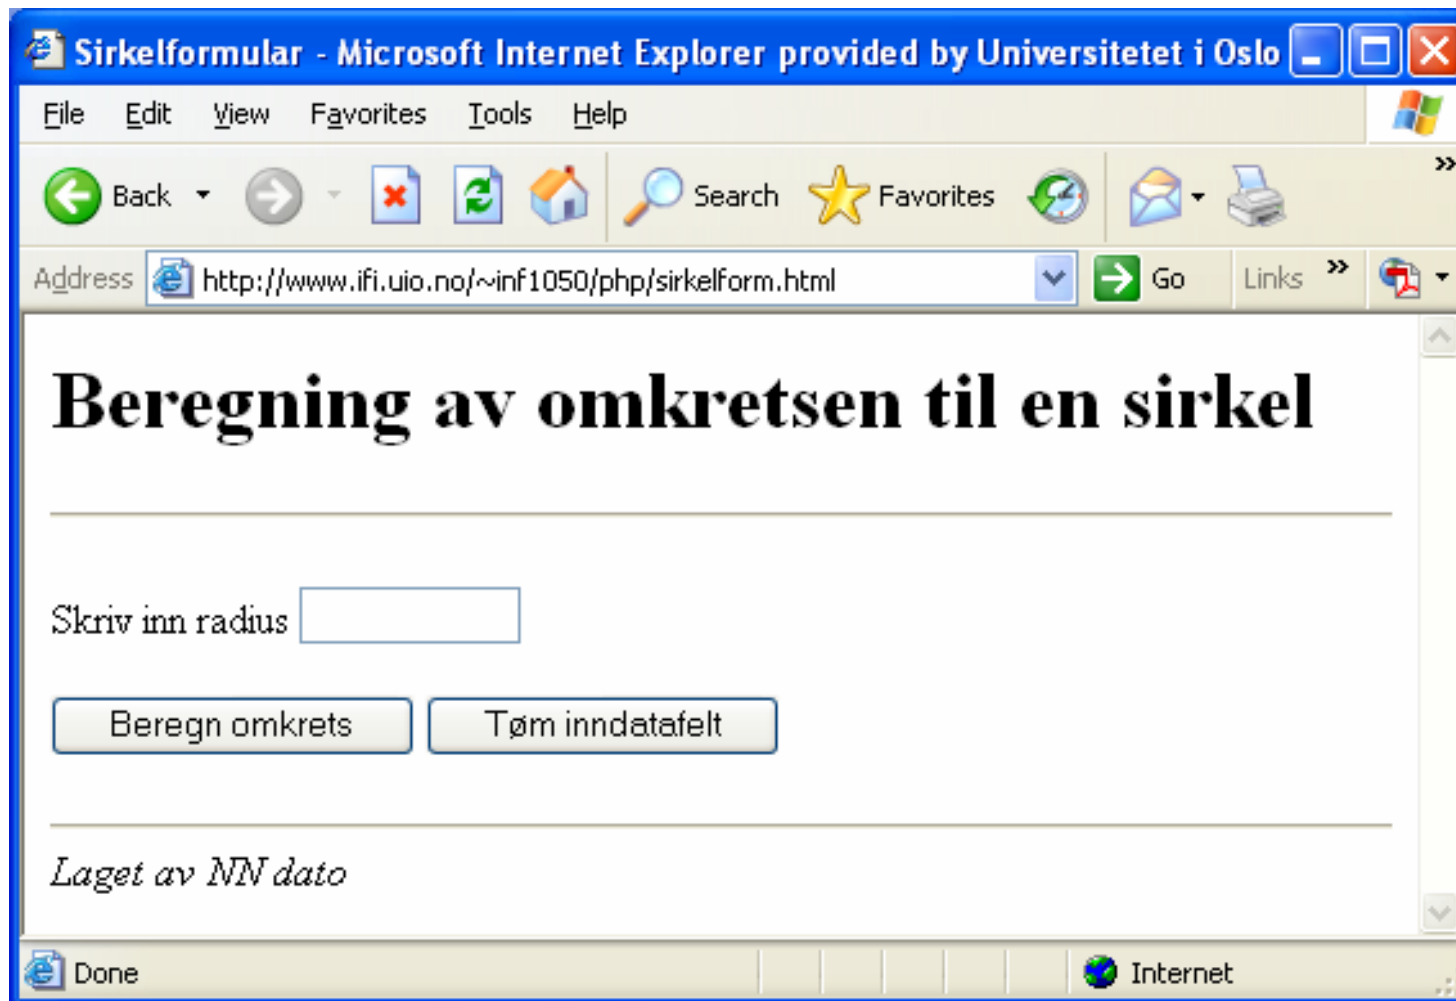 Sirkelformular - Microsoft Internet Explorer provided by Universitetet i Oslo
File Edit View Favorites Tools Help
Back Search Favorites »
Address http://www.ifi.uio.no/~inf1050/php/sirkelform.html Go Links »
Beregning av omkretsen til en sirkel
Skriv inn radius
Beregn omkrets Tøm inndatafelt
Laget av NN dato
Done Internet